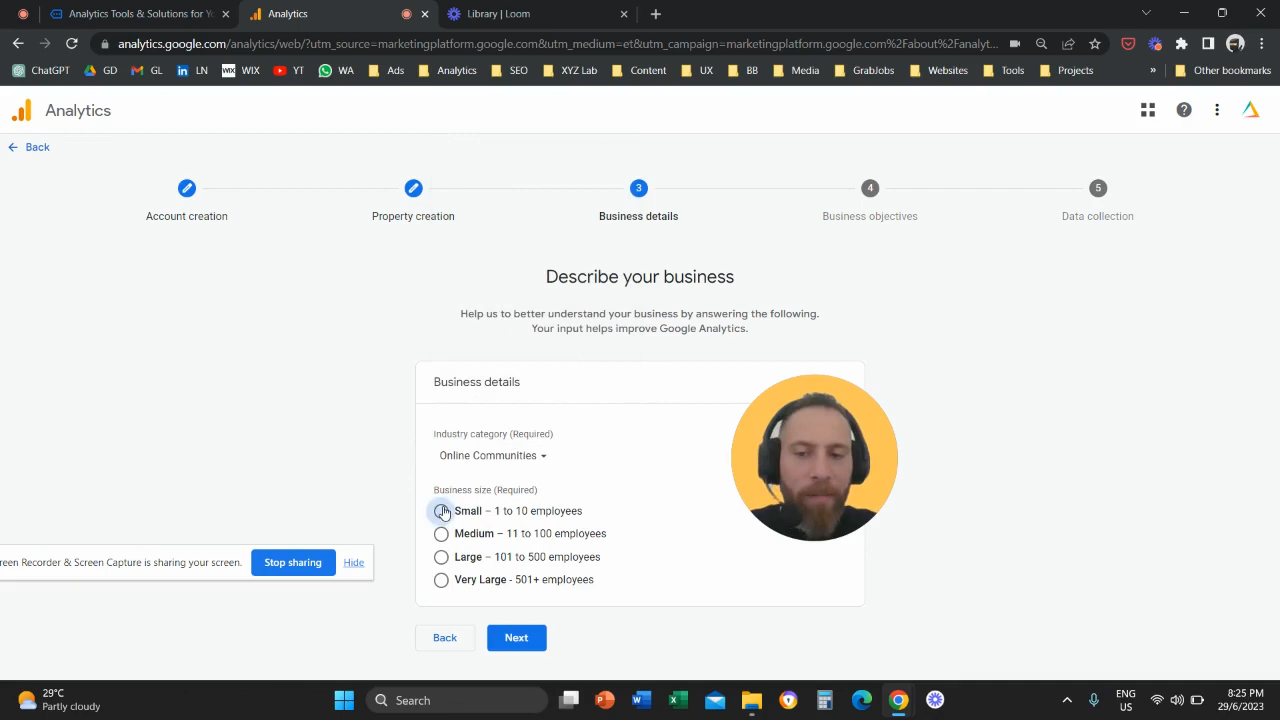 Analytics Tools & Solutions for Yo
Analytics
Library | Loom
analytics.google.com/analytics/web/?utm_source=marketingplatform.google.com&utm_medium=et&utm_campaign=marketingplatform.google.com%2Fabout%2Fanalyt...
ChatGPT GD GL LN WIX YT WA Ads Analytics SEO XYZ Lab Content UX BB Media GrabJobs Websites Tools Projects » Other bookmarks
Analytics
Back
3 4 5
Account creation Property creation Business details Business objectives Data collection
Describe your business
Help us to better understand your business by answering the following.
Your input helps improve Google Analytics.
Business details
Industry category (Required)
Online Communities
Business size (Required)
Small – 1 to 10 employees
Medium – 11 to 100 employees
Large – 101 to 500 employees
Very Large - 501+ employees
reen Recorder & Screen Capture is sharing your screen. Stop sharing Hide
Back Next
29°C
Partly cloudy
Search
ENG
US
8:25 PM
29/6/2023